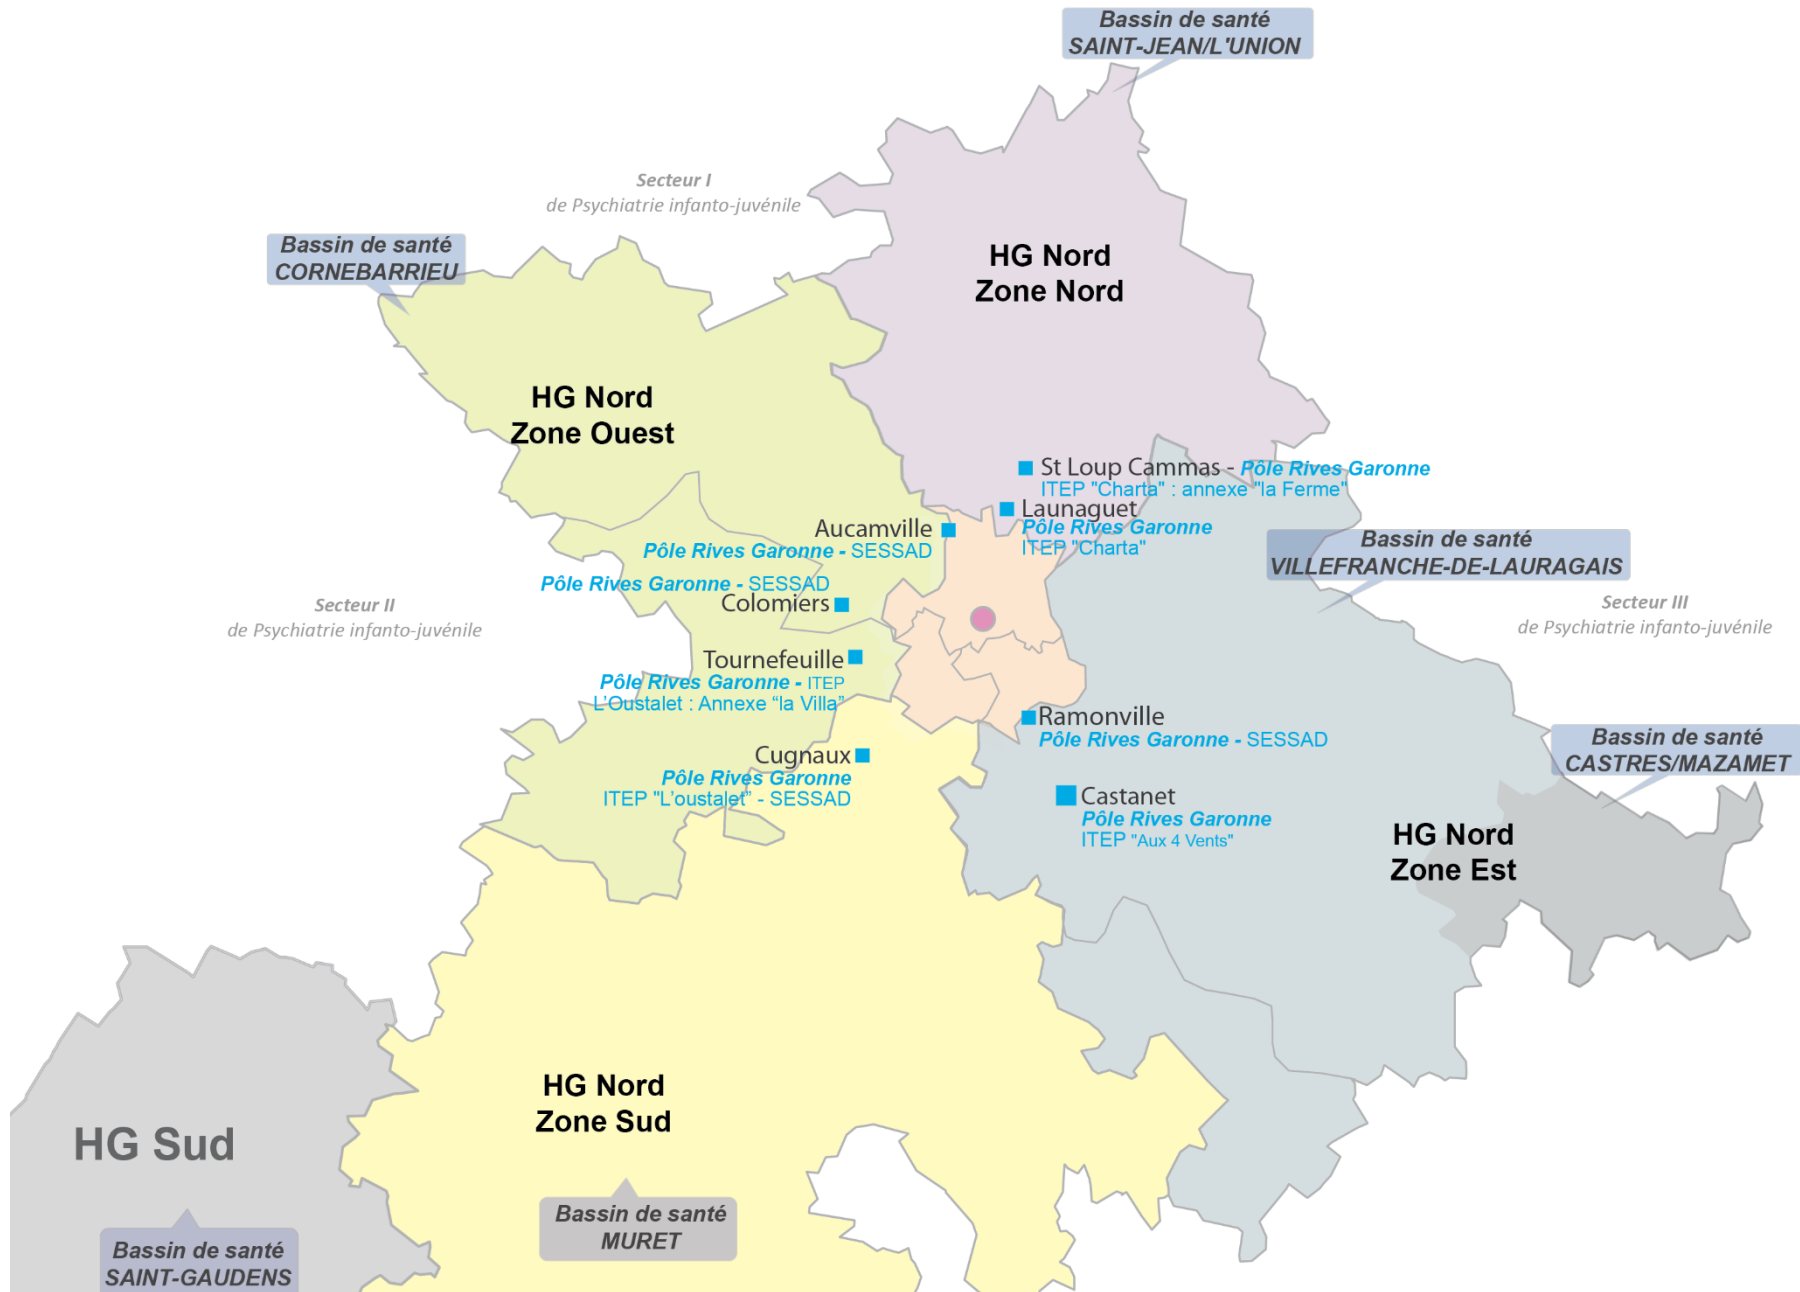 Bassin de santé
SAINT-JEAN/L'UNION
Secteur I
de Psychiatrie infanto-juvénile
Bassin de santé
CORNEBARRIEU
HG Nord
Zone Nord
HG Nord
Zone Ouest
St Loup Cammas - Pôle Rives Garonne
ITEP "Charta" : annexe "la Ferme"
Launaguet
Pôle Rives Garonne
ITEP "Charta"
Aucamville
Pôle Rives Garonne - SESSAD
Bassin de santé
VILLEFRANCHE-DE-LAURAGAIS
Pôle Rives Garonne - SESSAD
Colomiers
Secteur II
de Psychiatrie infanto-juvénile
Secteur III
de Psychiatrie infanto-juvénile
Tournefeuille
Pôle Rives Garonne - ITEP
L'Oustalet : Annexe “la Villa”
Ramonville
Pôle Rives Garonne - SESSAD
Cugnaux
Pôle Rives Garonne
ITEP "L'oustalet” - SESSAD
Bassin de santé
CASTRES/MAZAMET
Castanet
Pôle Rives Garonne
ITEP "Aux 4 Vents"
HG Nord
Zone Est
HG Nord
Zone Sud
HG Sud
Bassin de santé
MURET
Bassin de santé
SAINT-GAUDENS